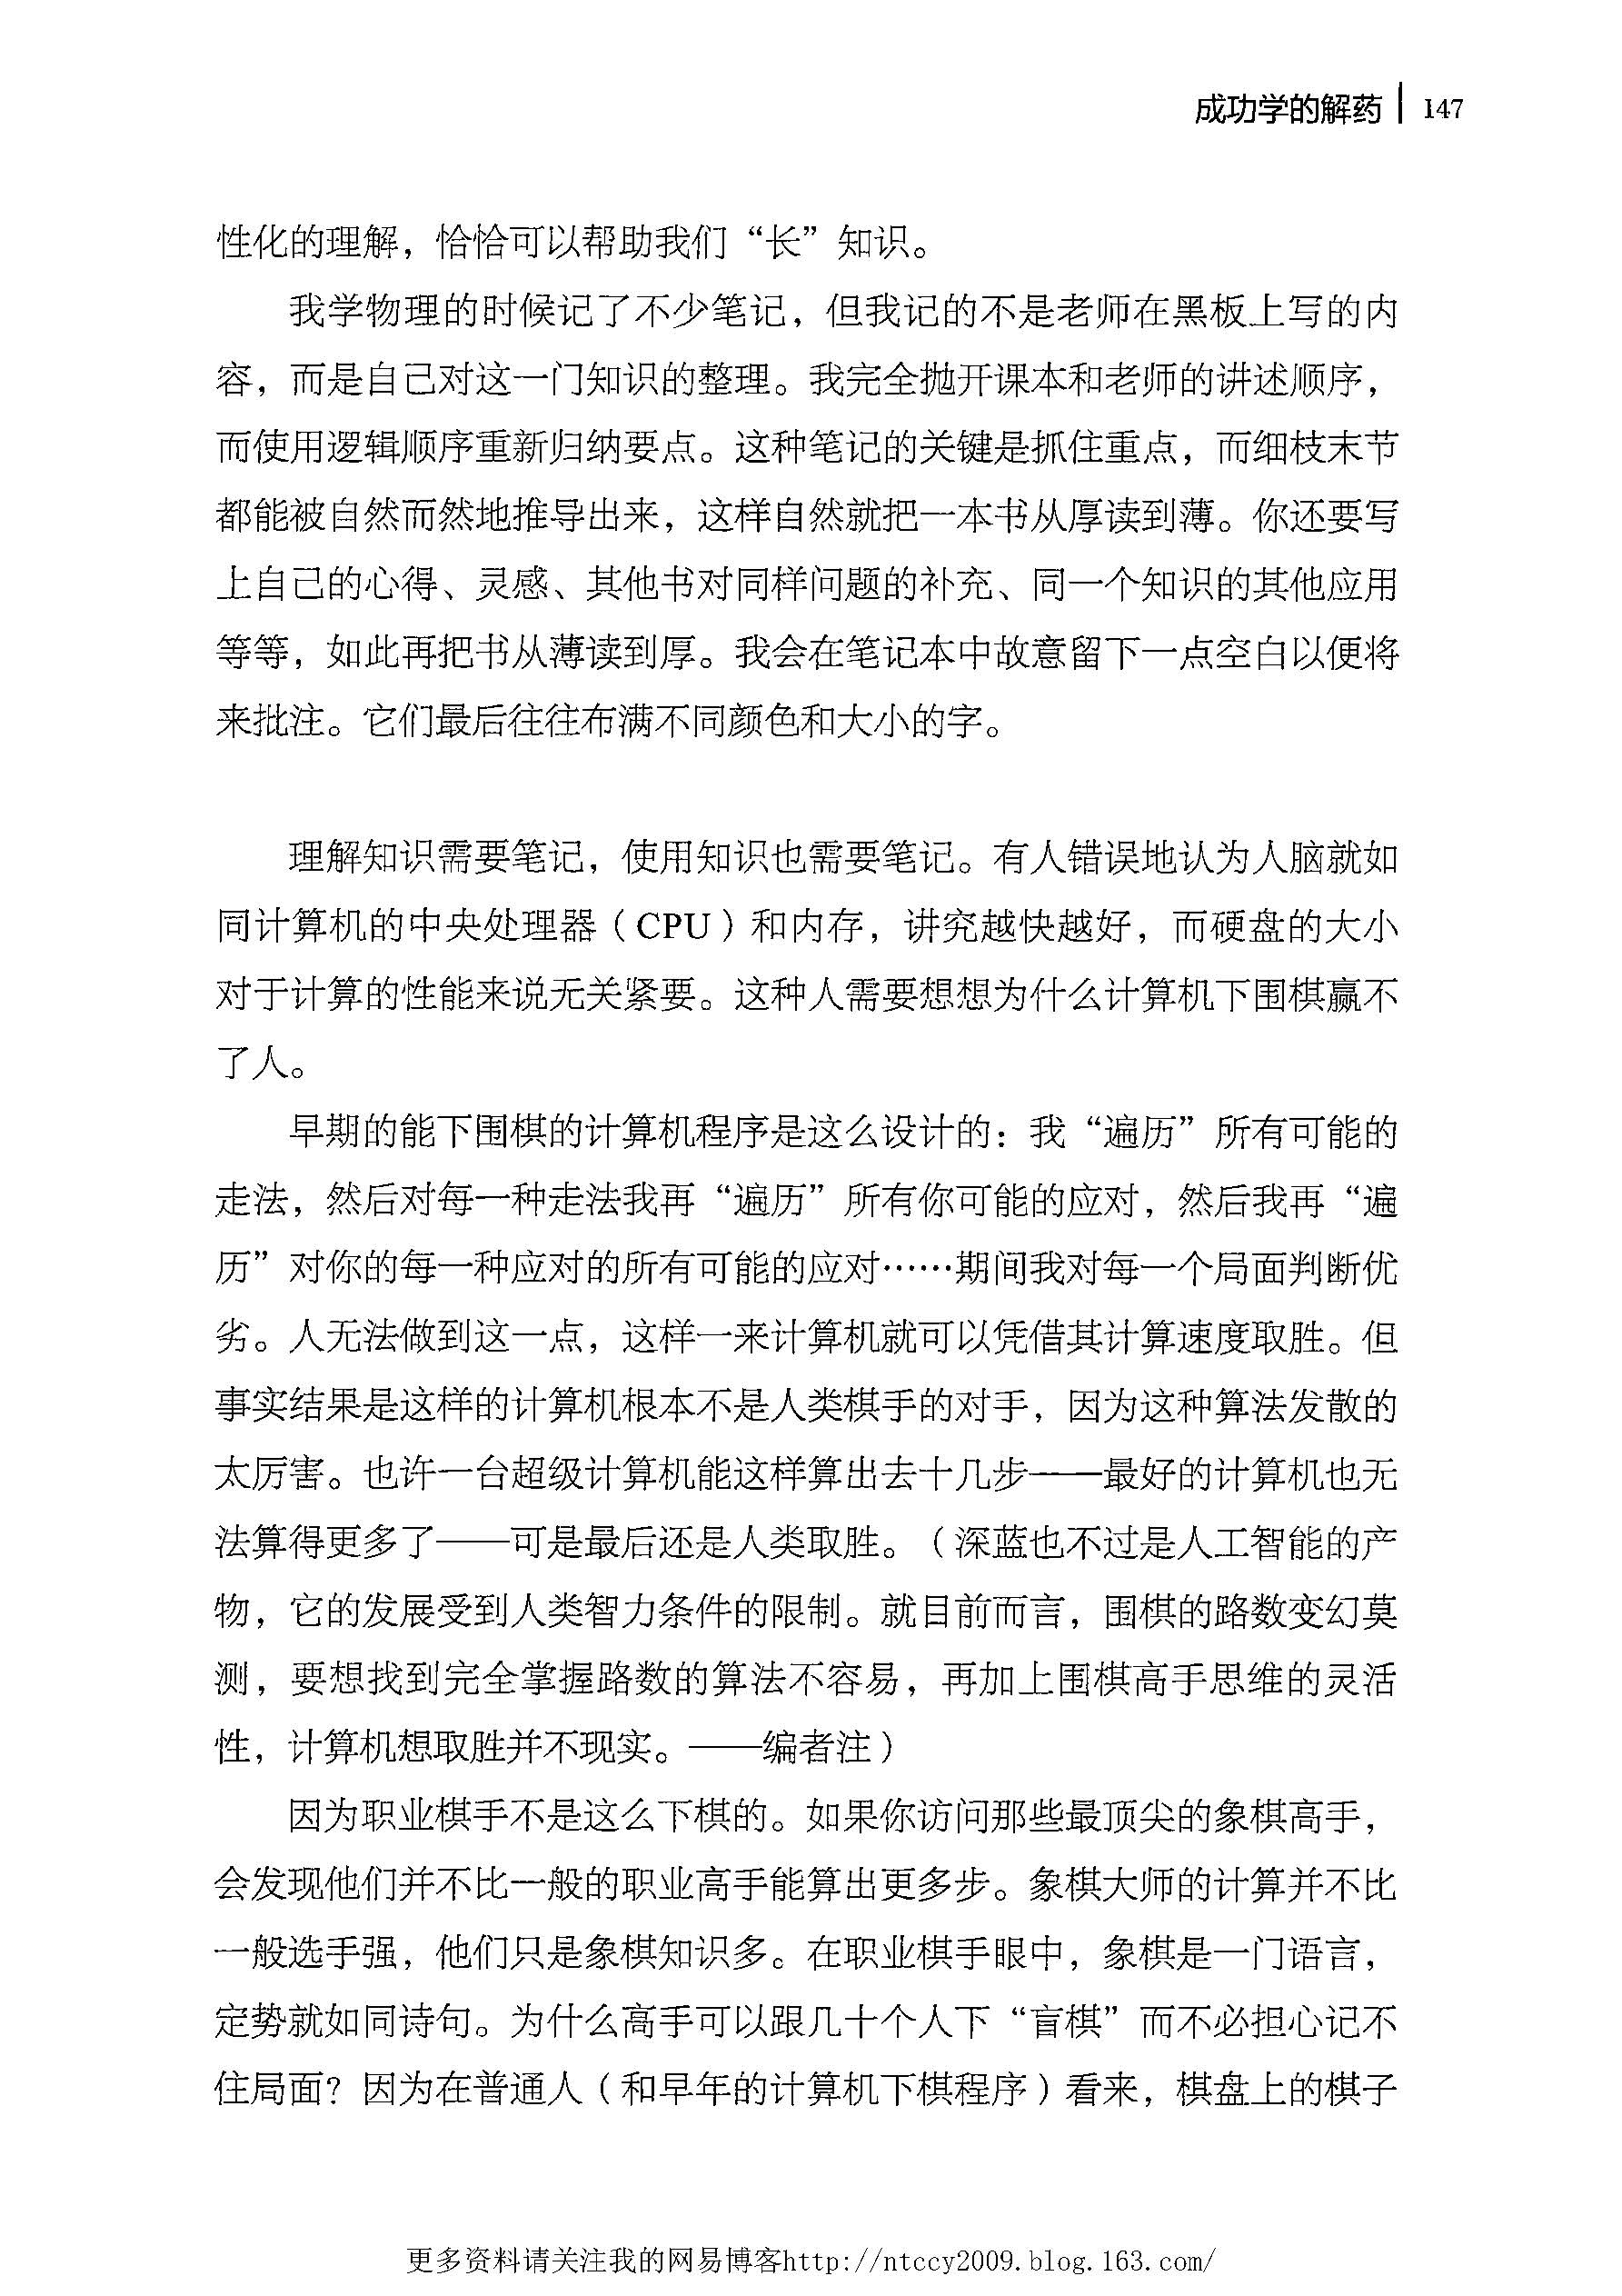 成功学的解药 | 147
性化的理解，恰恰可以帮助我们“长”知识。
我学物理的时候记了不少笔记，但我记的不是老师在黑板上写的内
容，而是自己对这一门知识的整理。我完全抛开课本和老师的讲述顺序，
而使用逻辑顺序重新归纳要点。这种笔记的关键是抓住重点，而细枝末节
都能被自然而然地推导出来，这样自然就把一本书从厚读到薄。你还要写
上自己的心得、灵感、其他书对同样问题的补充、同一个知识的其他应用
等等，如此再把书从薄读到厚。我会在笔记本中故意留下一点空白以便将
来批注。它们最后往往布满不同颜色和大小的字。
理解知识需要笔记，使用知识也需要笔记。有人错误地认为人脑就如
同计算机的中央处理器（CPU）和内存，讲究越快越好，而硬盘的大小
对于计算的性能来说无关紧要。这种人需要想想为什么计算机下围棋赢不
了人。
早期的能下围棋的计算机程序是这么设计的：我“遍历”所有可能的
走法，然后对每一种走法我再“遍历”所有你可能的应对，然后我再“遍
历”对你的每一种应对的所有可能的应对……期间我对每一个局面判断优
劣。人无法做到这一点，这样一来计算机就可以凭借其计算速度取胜。但
事实结果是这样的计算机根本不是人类棋手的对手，因为这种算法发散的
太厉害。也许一台超级计算机能这样算出去十几步——最好的计算机也无
法算得更多了——可是最后还是人类取胜。（深蓝也不过是人工智能的产
物，它的发展受到人类智力条件的限制。就目前而言，围棋的路数变幻莫
测，要想找到完全掌握路数的算法不容易，再加上围棋高手思维的灵活
性，计算机想取胜并不现实。——编者注）
因为职业棋手不是这么下棋的。如果你访问那些最顶尖的象棋高手，
会发现他们并不比一般的职业高手能算出更多步。象棋大师的计算并不比
一般选手强，他们只是象棋知识多。在职业棋手眼中，象棋是一门语言，
定势就如同诗句。为什么高手可以跟几十个人下“盲棋”而不必担心记不
住局面？因为在普通人（和早年的计算机下棋程序）看来，棋盘上的棋子
更多资料请关注我的网易博客http://ntccy2009.blog.163.com/